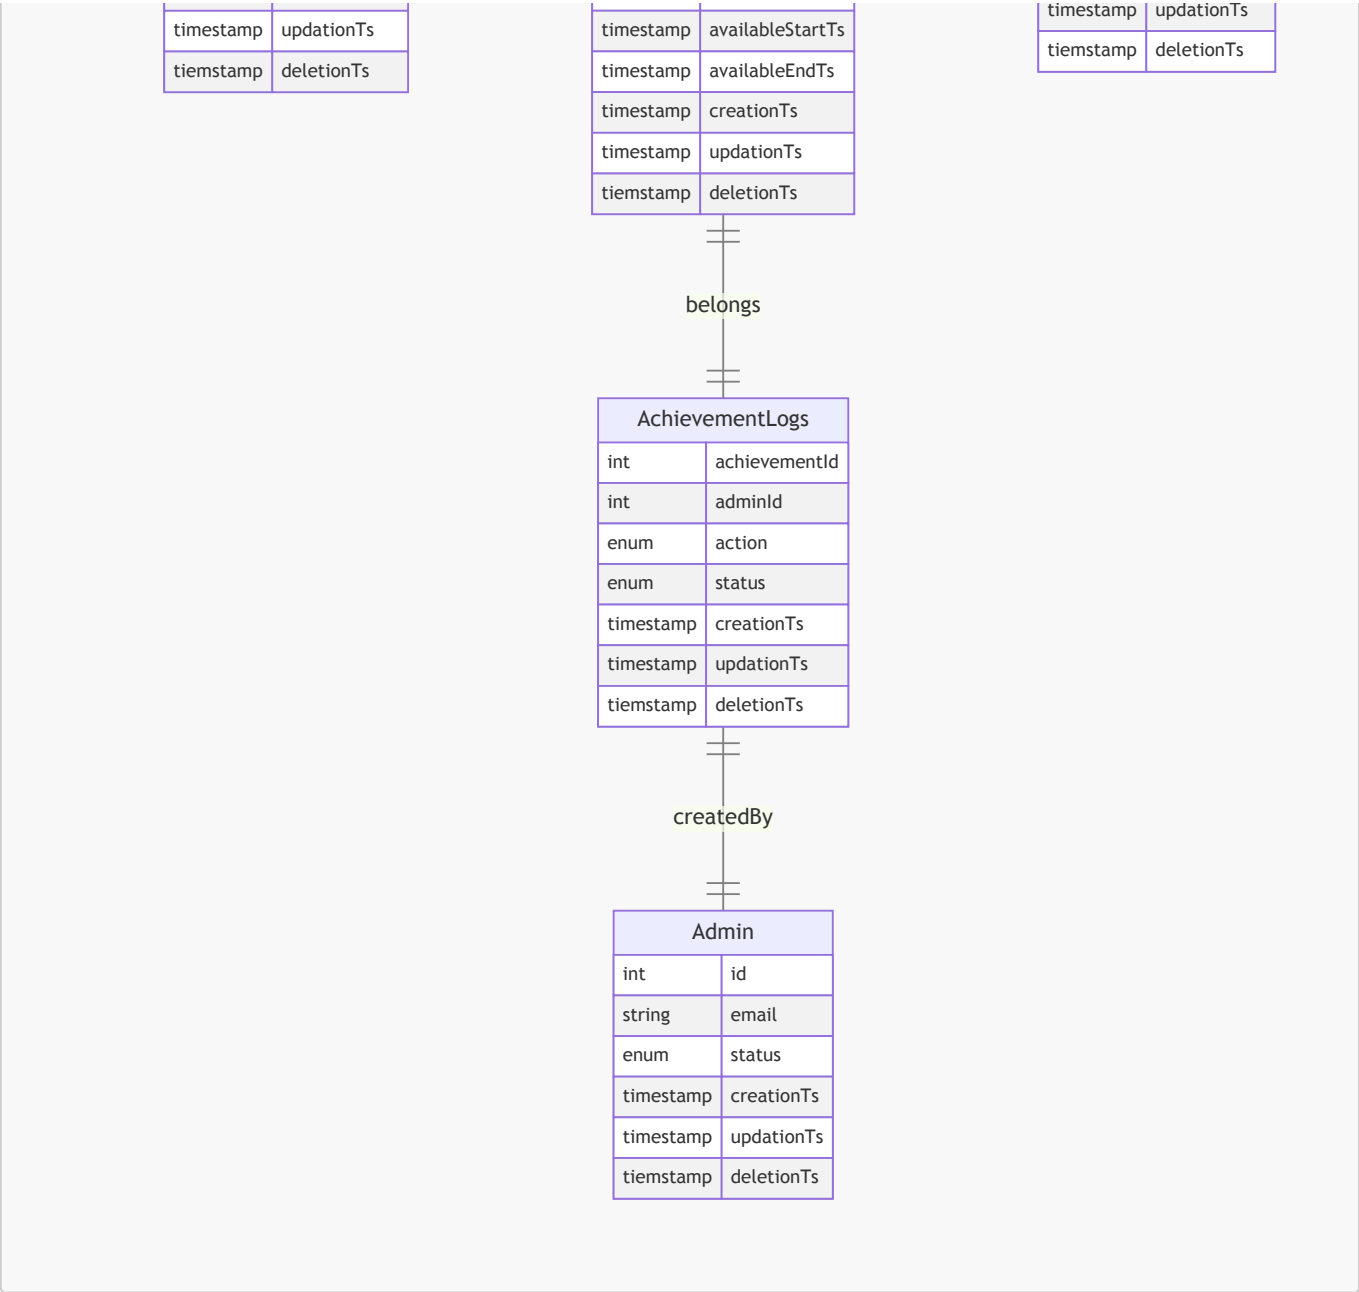 timestamp updationTs
tiemstamp deletionTs
timestamp availableStartTs
timestamp availableEndTs
timestamp creationTs
timestamp updationTs
tiemstamp deletionTs
timestamp updationTs
tiemstamp deletionTs
belongs
AchievementLogs
int achievementId
int adminId
enum action
enum status
timestamp creationTs
timestamp updationTs
tiemstamp deletionTs
createdBy
Admin
int id
string email
enum status
timestamp creationTs
timestamp updationTs
tiemstamp deletionTs